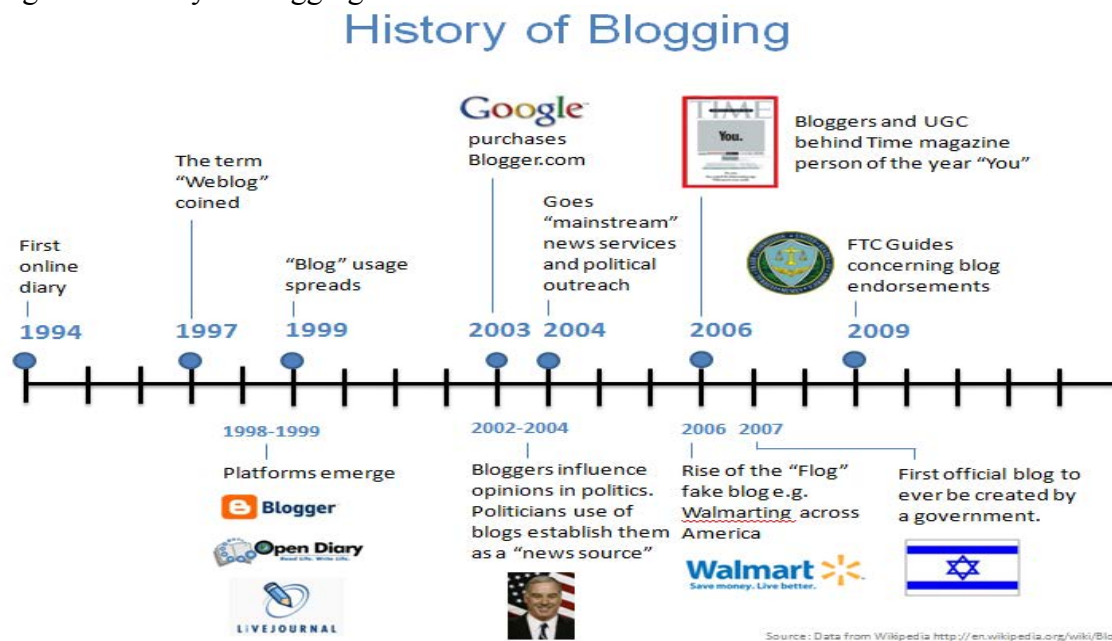 History of Blogging
Google
purchases
Blogger.com
TIME
You.
Bloggers and UGC
behind Time magazine
person of the year “You”
The term
“Weblog”
coined
Goes
“mainstream”
news services
and political
outreach
First
online
diary
“Blog” usage
spreads
FTC Guides
concerning blog
endorsements
1994
1997
1999
2003
2004
2006
2009
1998-1999
Platforms emerge
Blogger
Open Diary
Read Life. Write Life.
LIVEJOURNAL
2002-2004
Bloggers influence
opinions in politics.
Politicians use of
blogs establish them
as a “news source”
2006
Rise of the “Flog”
fake blog e.g.
Walmarting across
America
Walmart
Save money. Live better.
2007
First official blog to
ever be created by
a government.
Source: Data from Wikipedia http://en.wikipedia.org/wiki/Blo